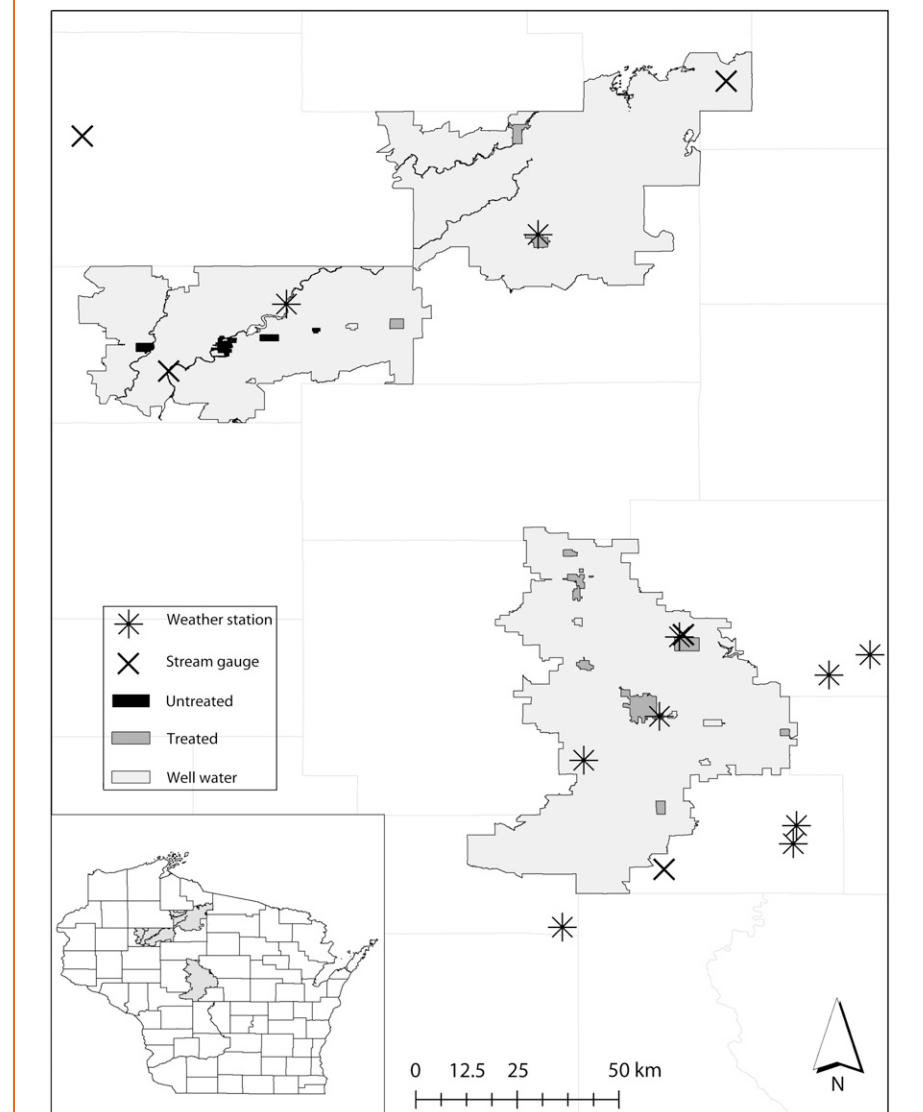 Weather station
Stream gauge
Untreated
Treated
Well water
0 12.5 25 50 km
N